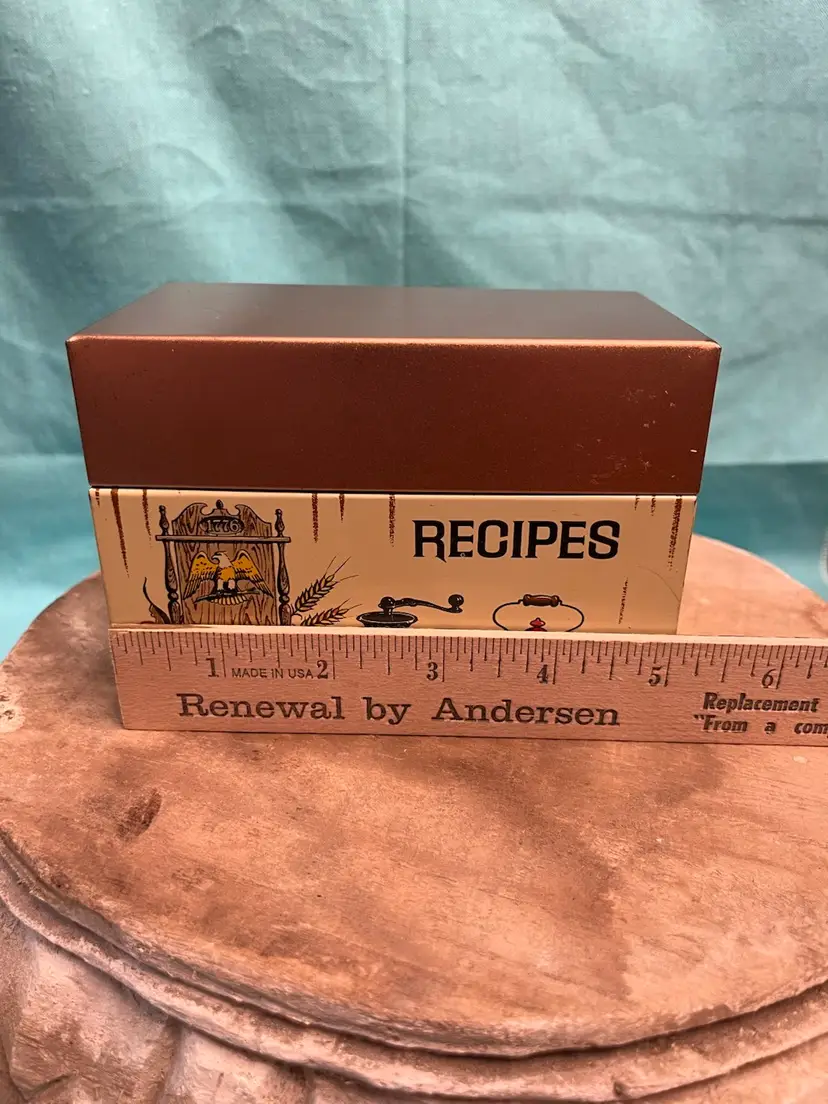 1776
RECIPES
1 MADE IN USA 2 3 4 5 6
Renewal by Andersen
Replacement
"From a